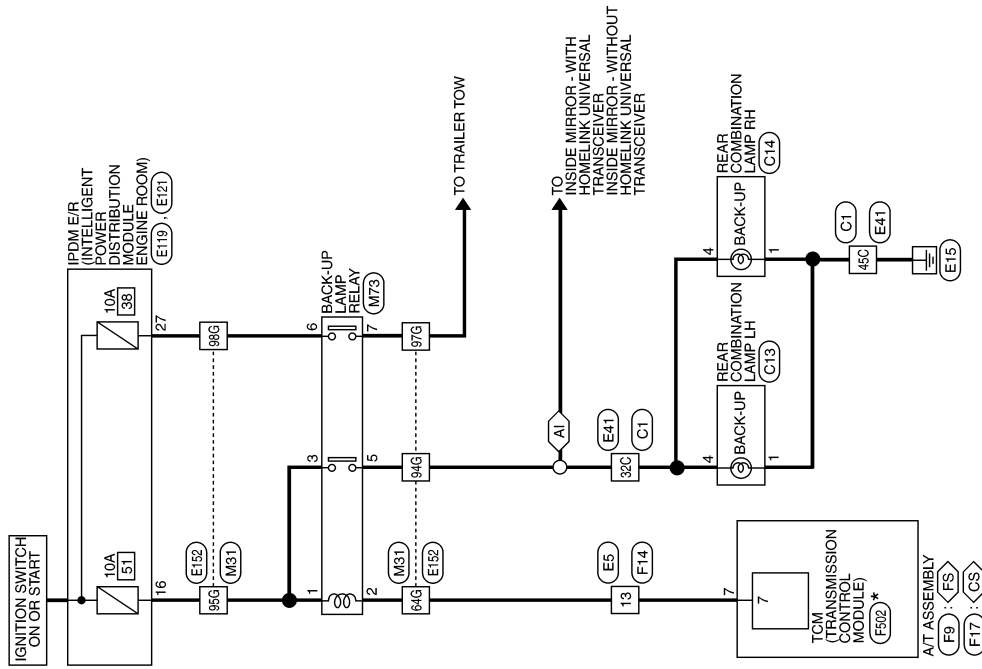 IGNITION SWITCH
ON OR START
IPDM E/R
(INTELLIGENT
POWER
DISTRIBUTION
MODULE
ENGINE ROOM)
E119 , E121
10A
51
10A
38
16
27
E152
95G
M31
98G
BACK-UP
LAMP
RELAY
M73
1
3
6
2
5
7
M31
64G
E152
94G
97G
TO TRAILER TOW
AI
TO
INSIDE MIRROR - WITH
HOMELINK UNIVERSAL
TRANSCEIVER
INSIDE MIRROR - WITHOUT
HOMELINK UNIVERSAL
TRANSCEIVER
E5
13
F14
E41
32C
C1
4
BACK-UP
1
REAR
COMBINATION
LAMP LH
C13
4
BACK-UP
1
REAR
COMBINATION
LAMP RH
C14
C1
45C
E41
E15
7
7
TCM
(TRANSMISSION
CONTROL
MODULE)
F502 *
A/T ASSEMBLY
F9 : FS
F17 : CS